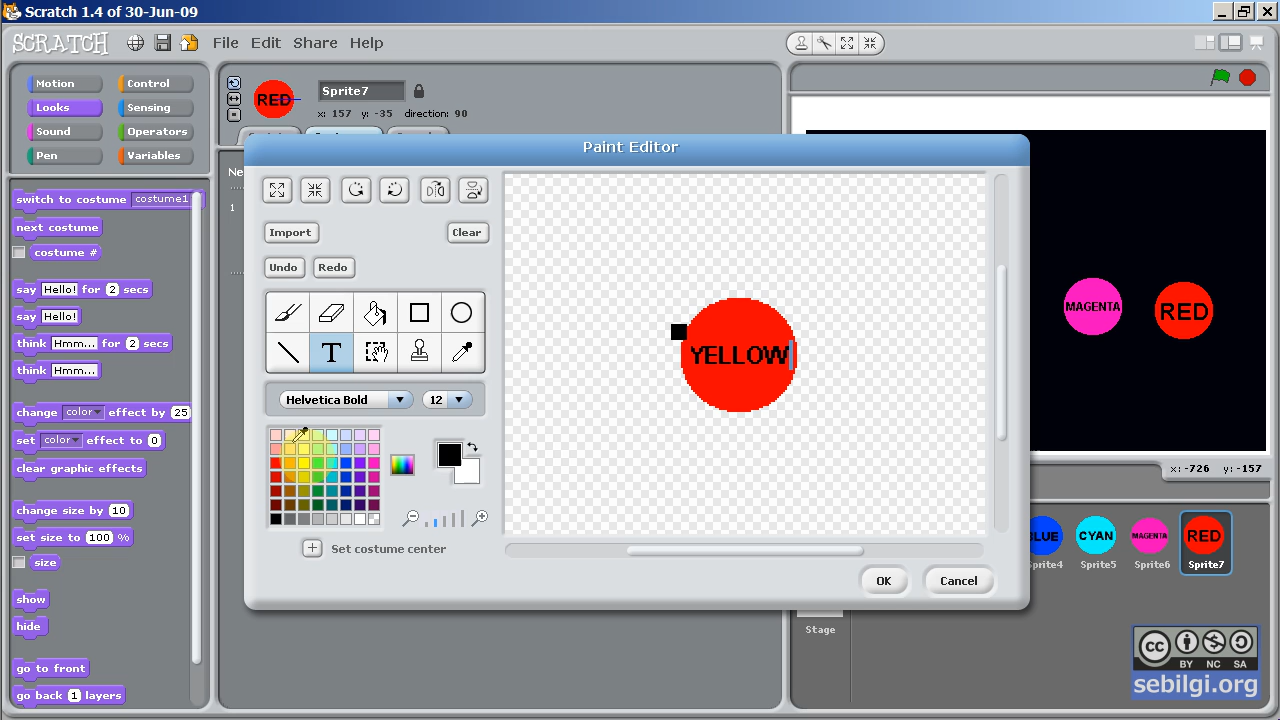 Scratch 1.4 of 30-Jun-09
SCRATCH
File Edit Share Help
Motion Control
Looks Sensing
Sound Operators
Pen Variables
switch to costume costume1
next costume
costume #
say Hello! for 2 secs
say Hello!
think Hmm... for 2 secs
think Hmm...
change color effect by 25
set color effect to 0
clear graphic effects
change size by 10
set size to 100 %
size
show
hide
go to front
go back 1 layers
RED
Sprite7
x: 157 y: -35 direction: 90
Ne
1
Paint Editor
Import Clear
Undo Redo
T
Helvetica Bold 12
Set costume center
YELLOW
OK Cancel
MAGENTA RED
x: -726 y: -157
BLUE CYAN MAGENTA RED
Sprite4 Sprite5 Sprite6 Sprite7
Stage
cc BY NC SA
sebilgi.org